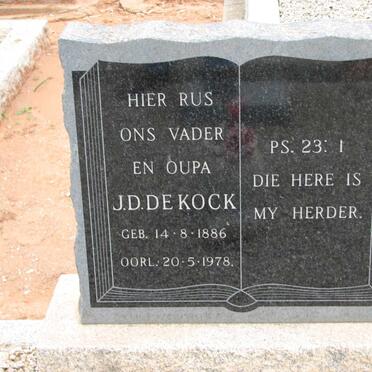 HIER RUS
ONS VADER
EN OUPA
J.D. DE KOCK
GEB. 14-8-1886
OORL. 20-5-1978.
PS. 23: 1
DIE HERE IS
MY HERDER.